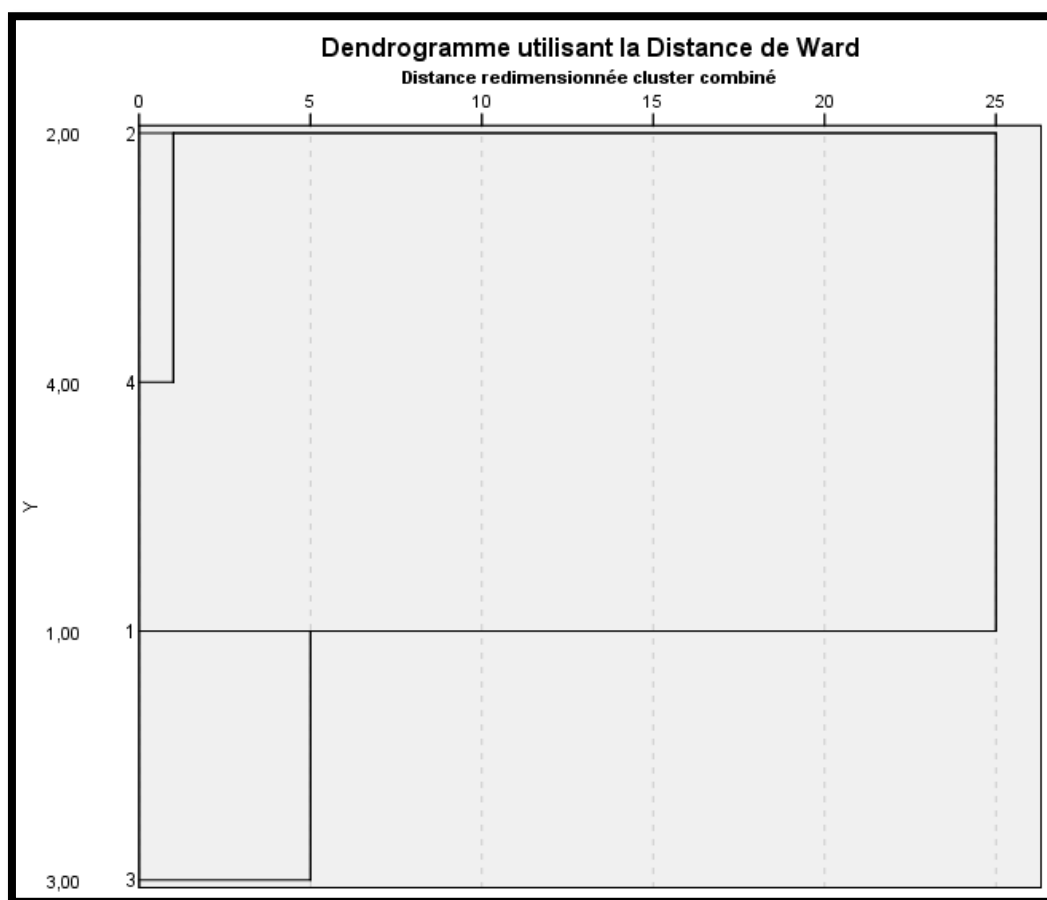 Dendrogramme utilisant la Distance de Ward
Distance redimensionnée cluster combiné
0 5 10 15 20 25
2,00 2
4,00 4
Y
1,00 1
3,00 3